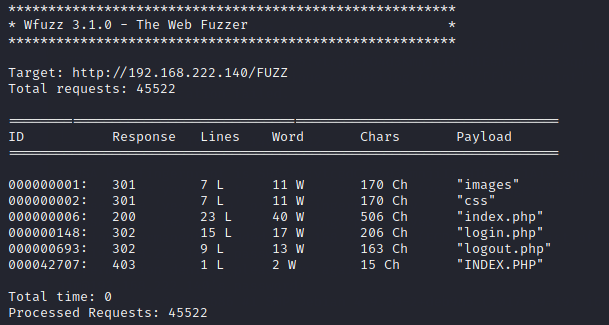 ********************************************************
* Wfuzz 3.1.0 - The Web Fuzzer                         *
********************************************************
Target: http://192.168.222.140/FUZZ
Total requests: 45522
=====================================================================
ID           Response   Lines    Word       Chars       Payload
=====================================================================
000000001:   301        7 L      11 W       170 Ch      "images"
000000002:   301        7 L      11 W       170 Ch      "css"
000000006:   200        23 L     40 W       506 Ch      "index.php"
000000148:   302        15 L     17 W       206 Ch      "login.php"
000000693:   302        9 L      13 W       163 Ch      "logout.php"
000042707:   403        1 L      2 W        15 Ch       "INDEX.PHP"
Total time: 0
Processed Requests: 45522